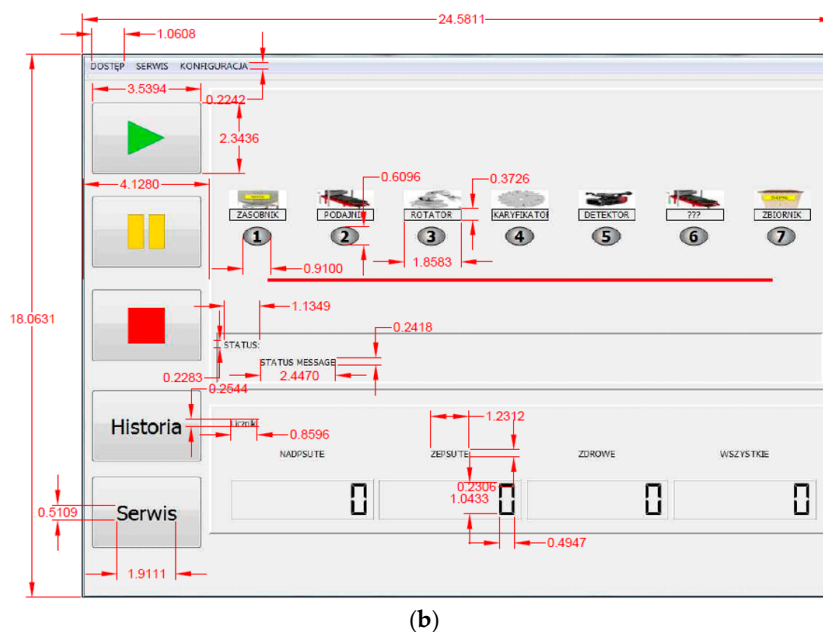 24.5811
1.0608
DOSTĘP SERWIS KONFIGURACJA
3.5394
0.2242
2.3436
4.1280
0.6096
0.3726
ZASOBNIK PODAJNIK ROTATOR KARYFIKATOR DETEKTOR ??? ZBIORNIK
1 2 3 4 5 6 7
0.9100
1.8583
18.0631
1.1349
0.2418
STATUS:
STATUS MESSAGE
0.2283
2.4470
0.2544
1.2312
Historia
Liczniki
0.8596
NADPSUTE ZEPSUTE ZDROWE WSZYSTKIE
0.2306
1.0433
0 0 0 0
0.5109
Serwis
0.4947
1.9111
(b)